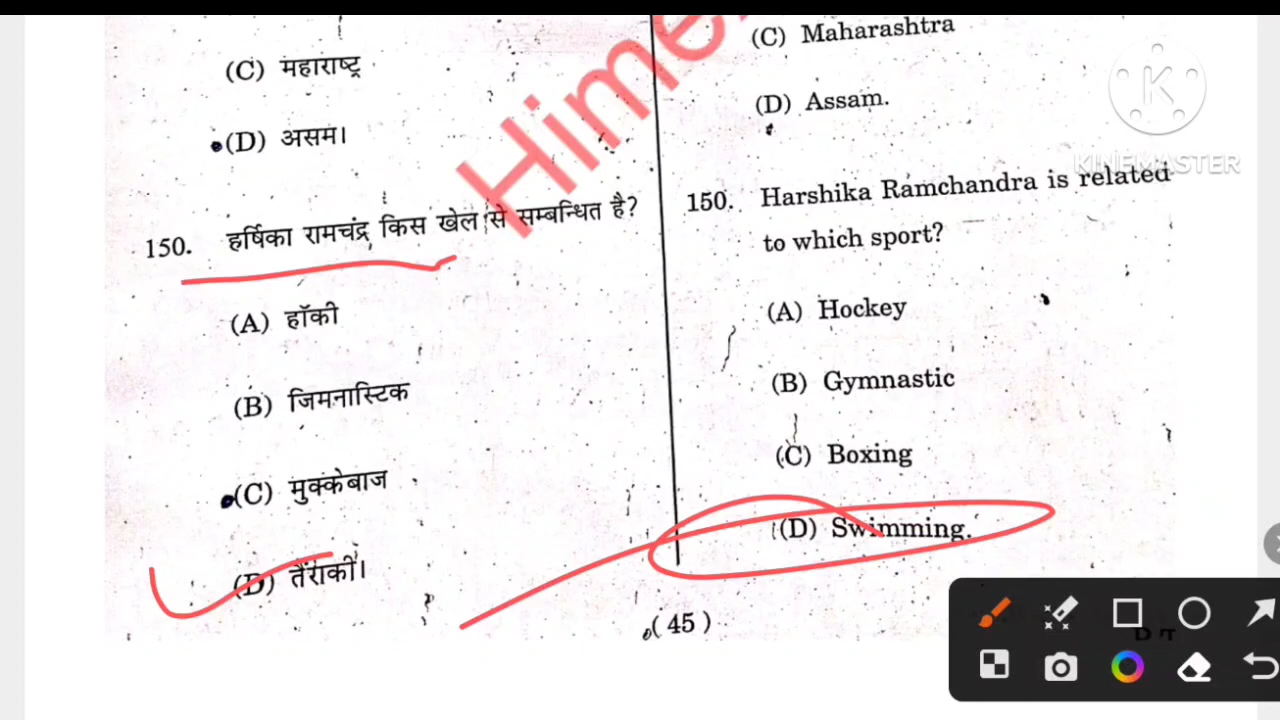 (C) महाराष्ट्र
(D) असम।
150. हर्षिका रामचंद्र किस खेल से सम्बन्धित है?
(A) हॉकी
(B) जिमनास्टिक
(C) मुक्केबाज
(D) तैंराकी।
(C) Maharashtra
(D) Assam.
150. Harshika Ramchandra is related
to which sport?
(A) Hockey
(B) Gymnastic
(C) Boxing
(D) Swimming.
( 45 )
Hime
K
KINEMASTER